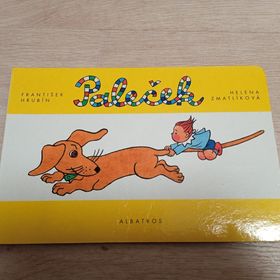 FRANTIŠEK
HRUBÍN
Paleček
HELENA
ZMATLÍKOVÁ
ALBATROS